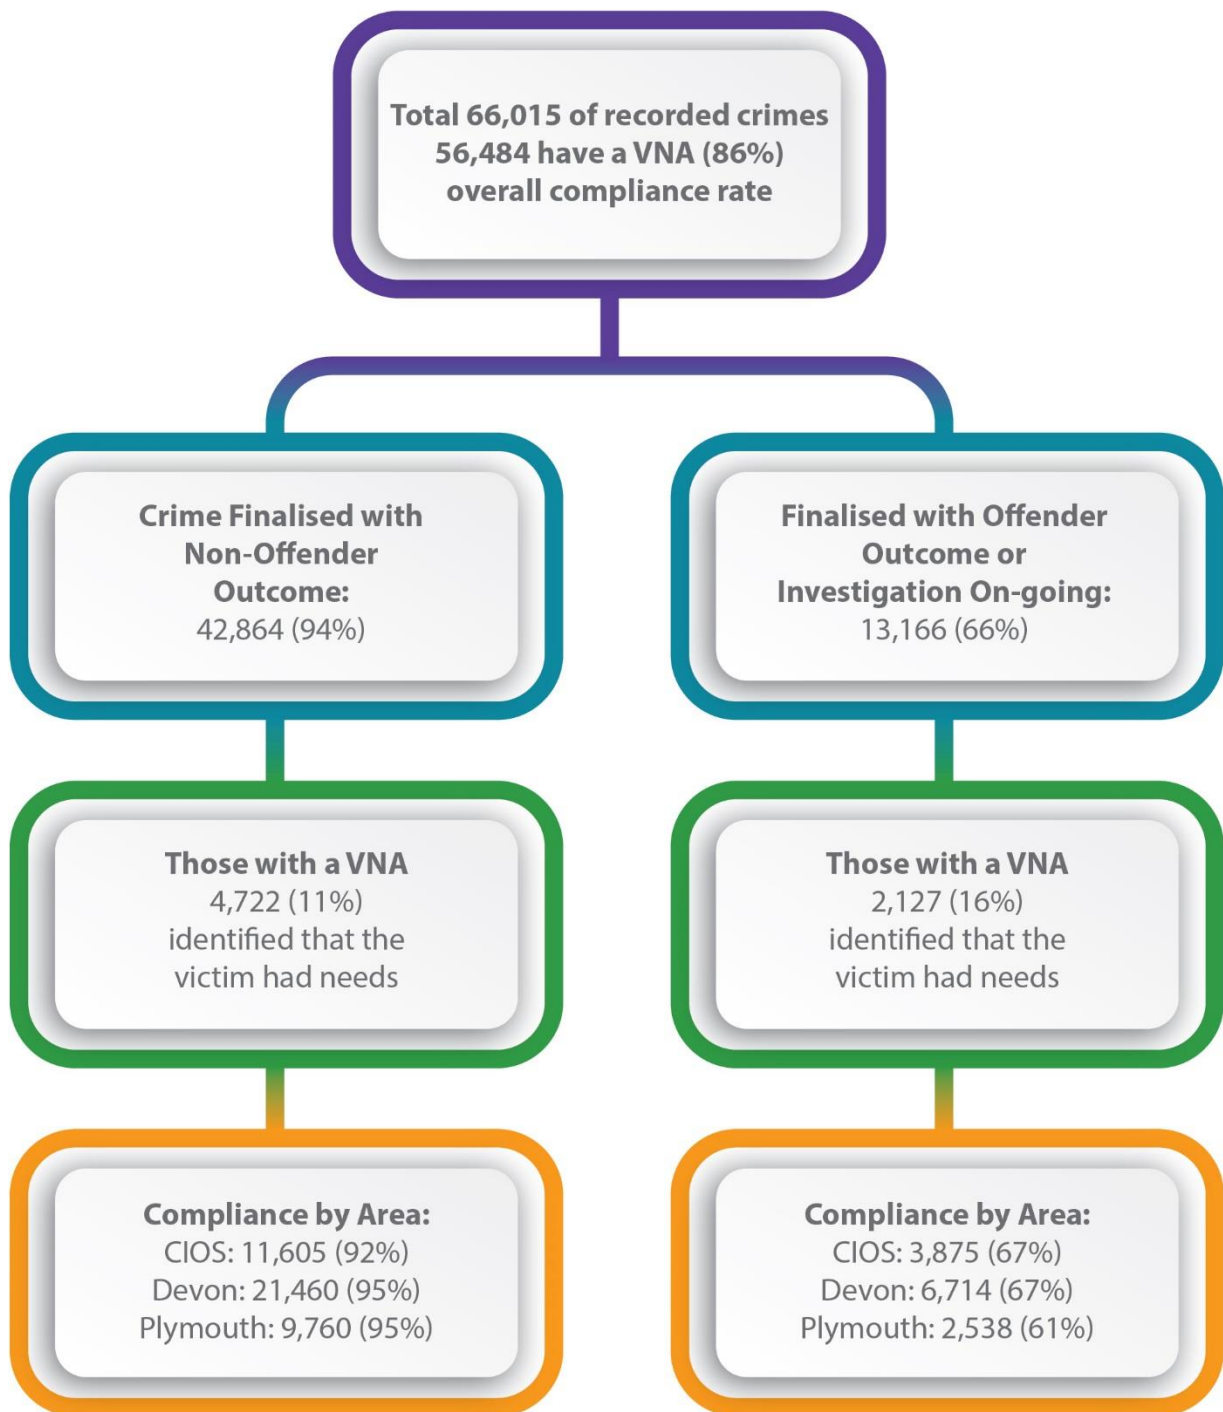 Total 66,015 of recorded crimes
56,484 have a VNA (86%)
overall compliance rate
Crime Finalised with
Non-Offender
Outcome:
42,864 (94%)
Finalised with Offender
Outcome or
Investigation On-going:
13,166 (66%)
Those with a VNA
4,722 (11%)
identified that the
victim had needs
Those with a VNA
2,127 (16%)
identified that the
victim had needs
Compliance by Area:
CIOS: 11,605 (92%)
Devon: 21,460 (95%)
Plymouth: 9,760 (95%)
Compliance by Area:
CIOS: 3,875 (67%)
Devon: 6,714 (67%)
Plymouth: 2,538 (61%)